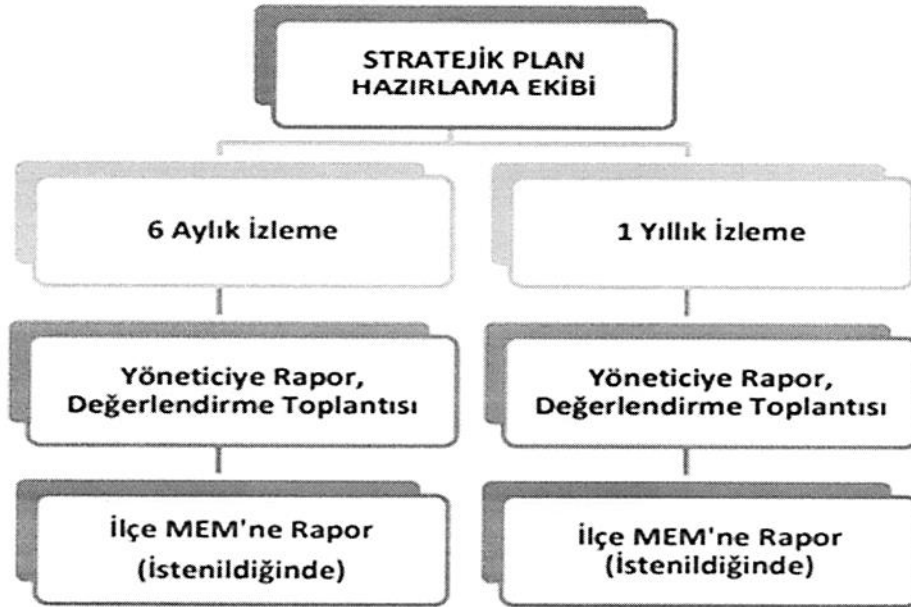 STRATEJİK PLAN
HAZIRLAMA EKİBİ
6 Aylık İzleme
1 Yıllık İzleme
Yöneticiye Rapor,
Değerlendirme Toplantısı
Yöneticiye Rapor,
Değerlendirme Toplantısı
İlçe MEM'ne Rapor
(İstenildiğinde)
İlçe MEM'ne Rapor
(İstenildiğinde)